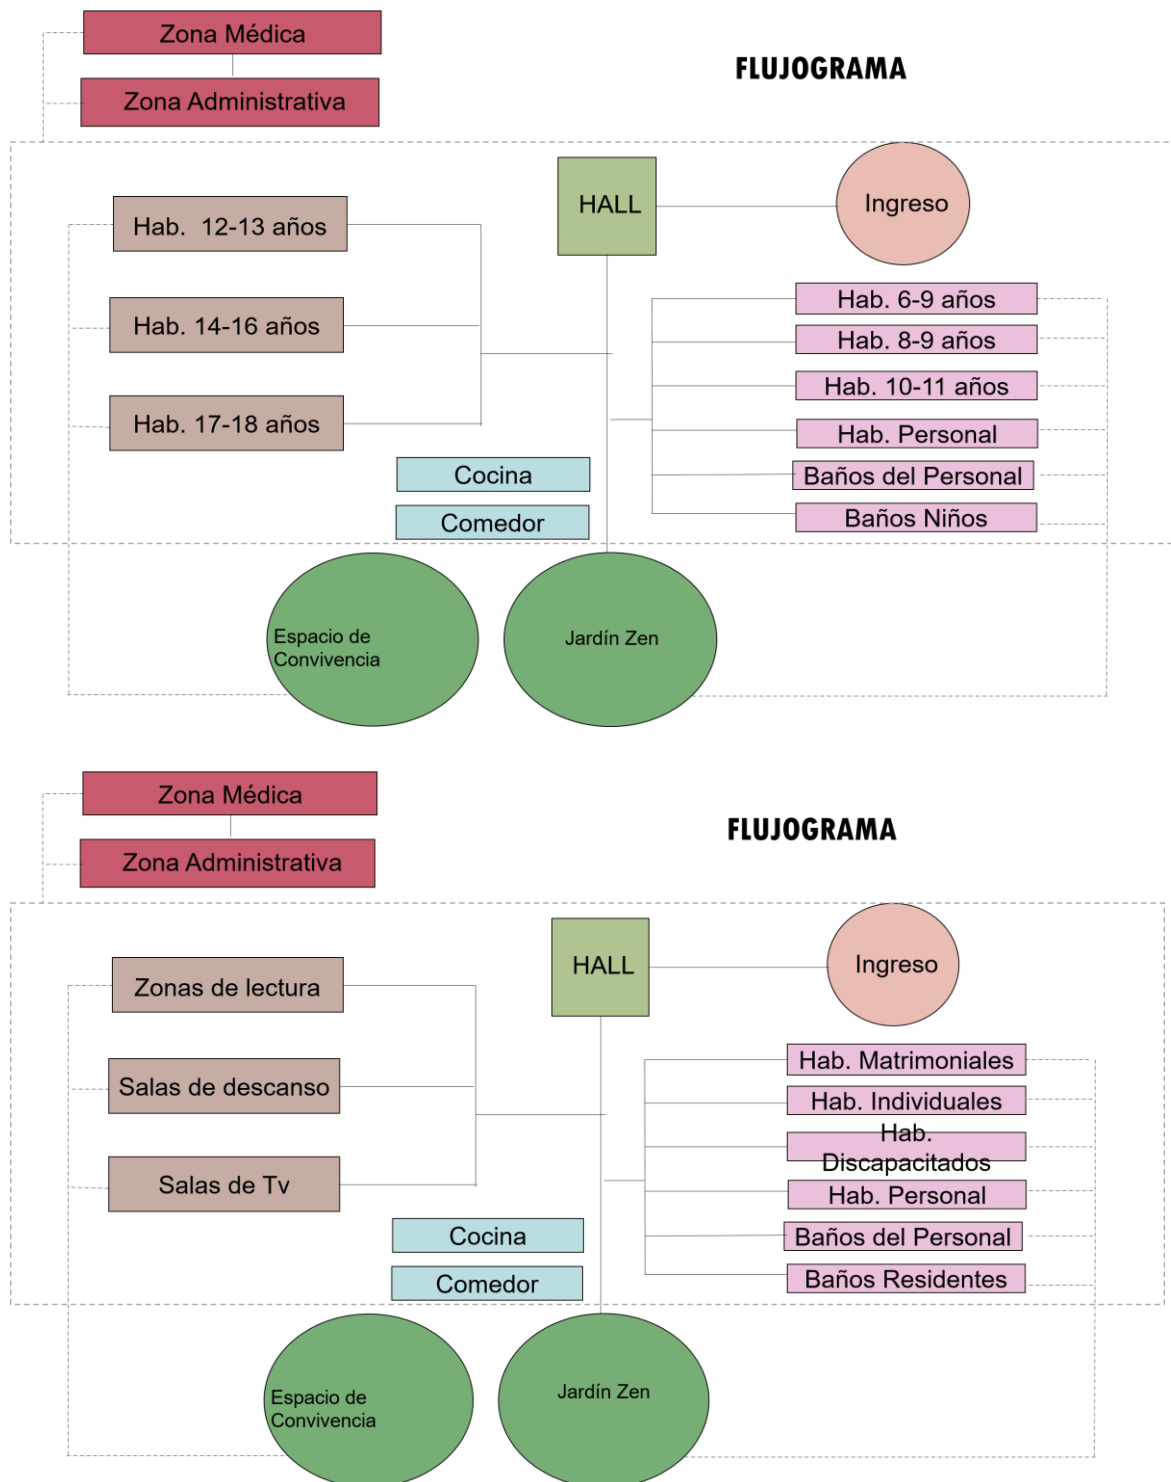 Zona Médica
FLUJOGRAMA
Zona Administrativa
HALL
Ingreso
Hab. 12-13 años
Hab. 14-16 años
Hab. 17-18 años
Hab. 6-9 años
Hab. 8-9 años
Hab. 10-11 años
Hab. Personal
Baños del Personal
Baños Niños
Cocina
Comedor
Espacio de
Convivencia
Jardín Zen
Zona Médica
FLUJOGRAMA
Zona Administrativa
HALL
Ingreso
Zonas de lectura
Salas de descanso
Salas de Tv
Hab. Matrimoniales
Hab. Individuales
Hab.
Discapacitados
Hab. Personal
Baños del Personal
Baños Residentes
Cocina
Comedor
Espacio de
Convivencia
Jardín Zen